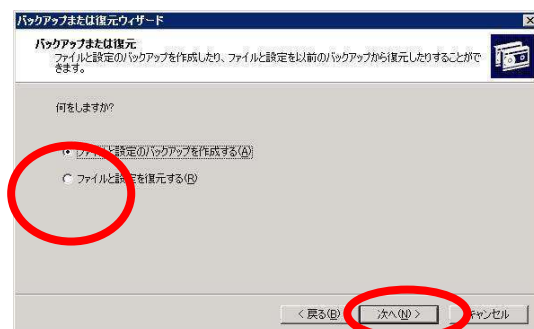 バックアップまたは復元ウィザード
バックアップまたは復元
ファイルと設定のバックアップを作成したり、ファイルと設定を以前のバックアップから復元したりすることがで
きます。
何をしますか?
ファイルと設定のバックアップを作成する(A)
ファイルと設定を復元する(R)
< 戻る(B)
次へ(N) >
キャンセル